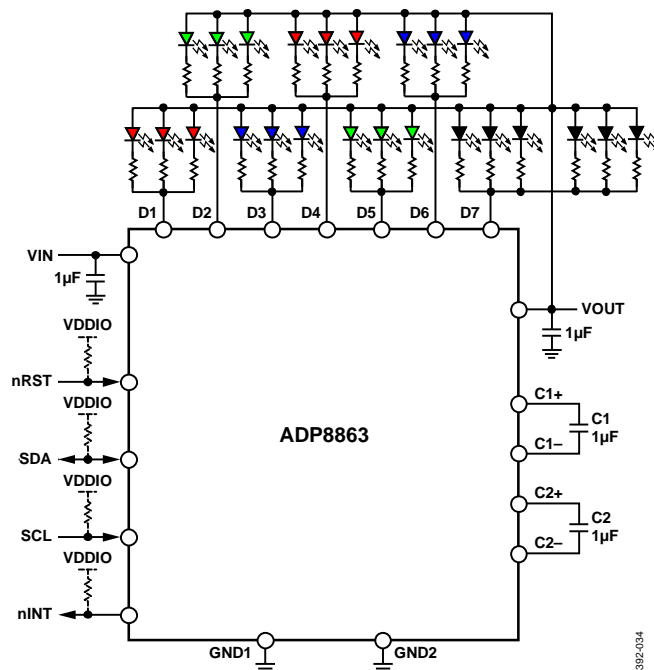 D1
D2
D3
D4
D5
D6
D7
VIN
1µF
VOUT
1µF
VDDIO
nRST
VDDIO
SDA
VDDIO
SCL
VDDIO
nINT
ADP8863
C1+
C1
1µF
C1–
C2+
C2
1µF
C2–
GND1
GND2
392-034